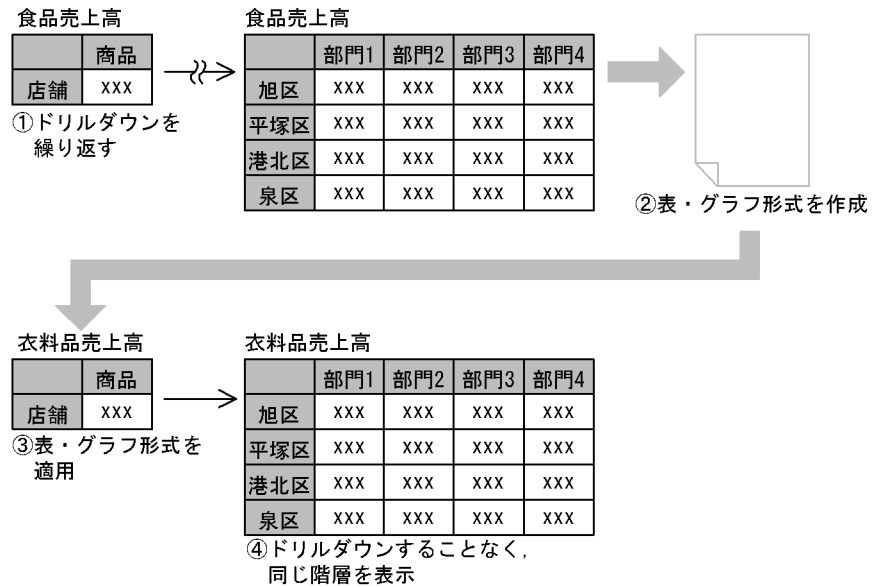 食品売上高
商品
店舗 xxx
①ドリルダウンを
繰り返す
食品売上高
部門1 部門2 部門3 部門4
旭区 xxx xxx xxx xxx
平塚区 xxx xxx xxx xxx
港北区 xxx xxx xxx xxx
泉区 xxx xxx xxx xxx
②表・グラフ形式を作成
衣料品売上高
商品
店舗 xxx
③表・グラフ形式を
適用
衣料品売上高
部門1 部門2 部門3 部門4
旭区 xxx xxx xxx xxx
平塚区 xxx xxx xxx xxx
港北区 xxx xxx xxx xxx
泉区 xxx xxx xxx xxx
④ドリルダウンすることなく，
同じ階層を表示